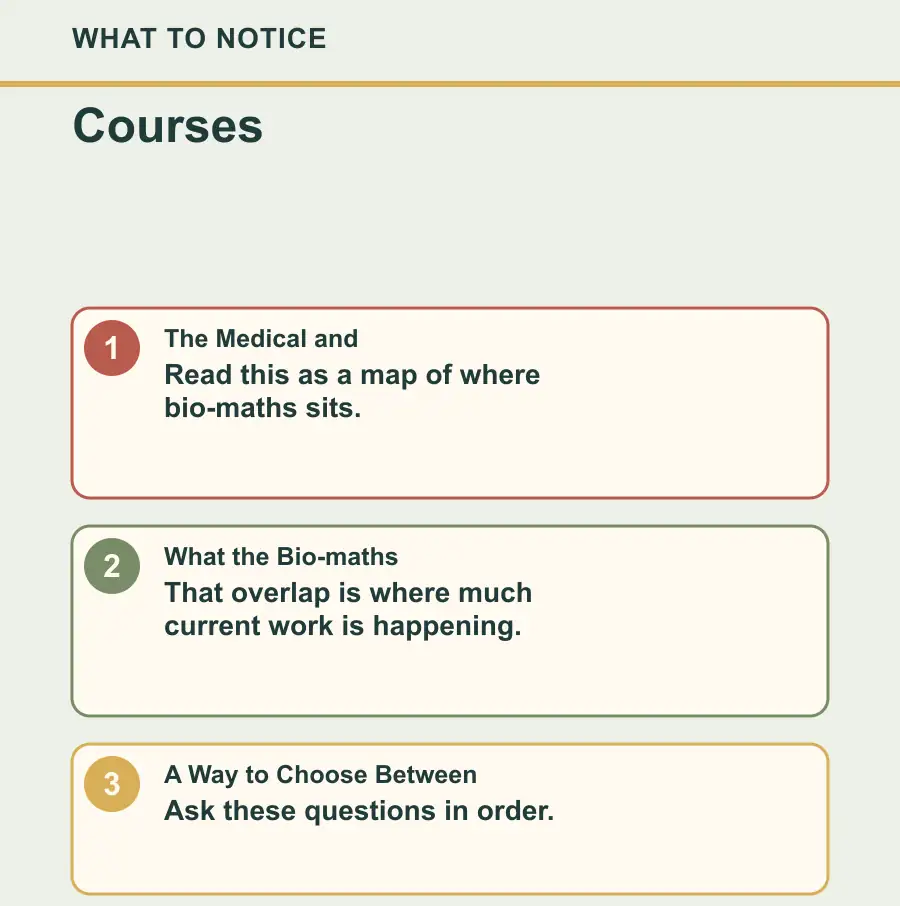 WHAT TO NOTICE
Courses
1
The Medical and
Read this as a map of where
bio-maths sits.
2
What the Bio-maths
That overlap is where much
current work is happening.
3
A Way to Choose Between
Ask these questions in order.